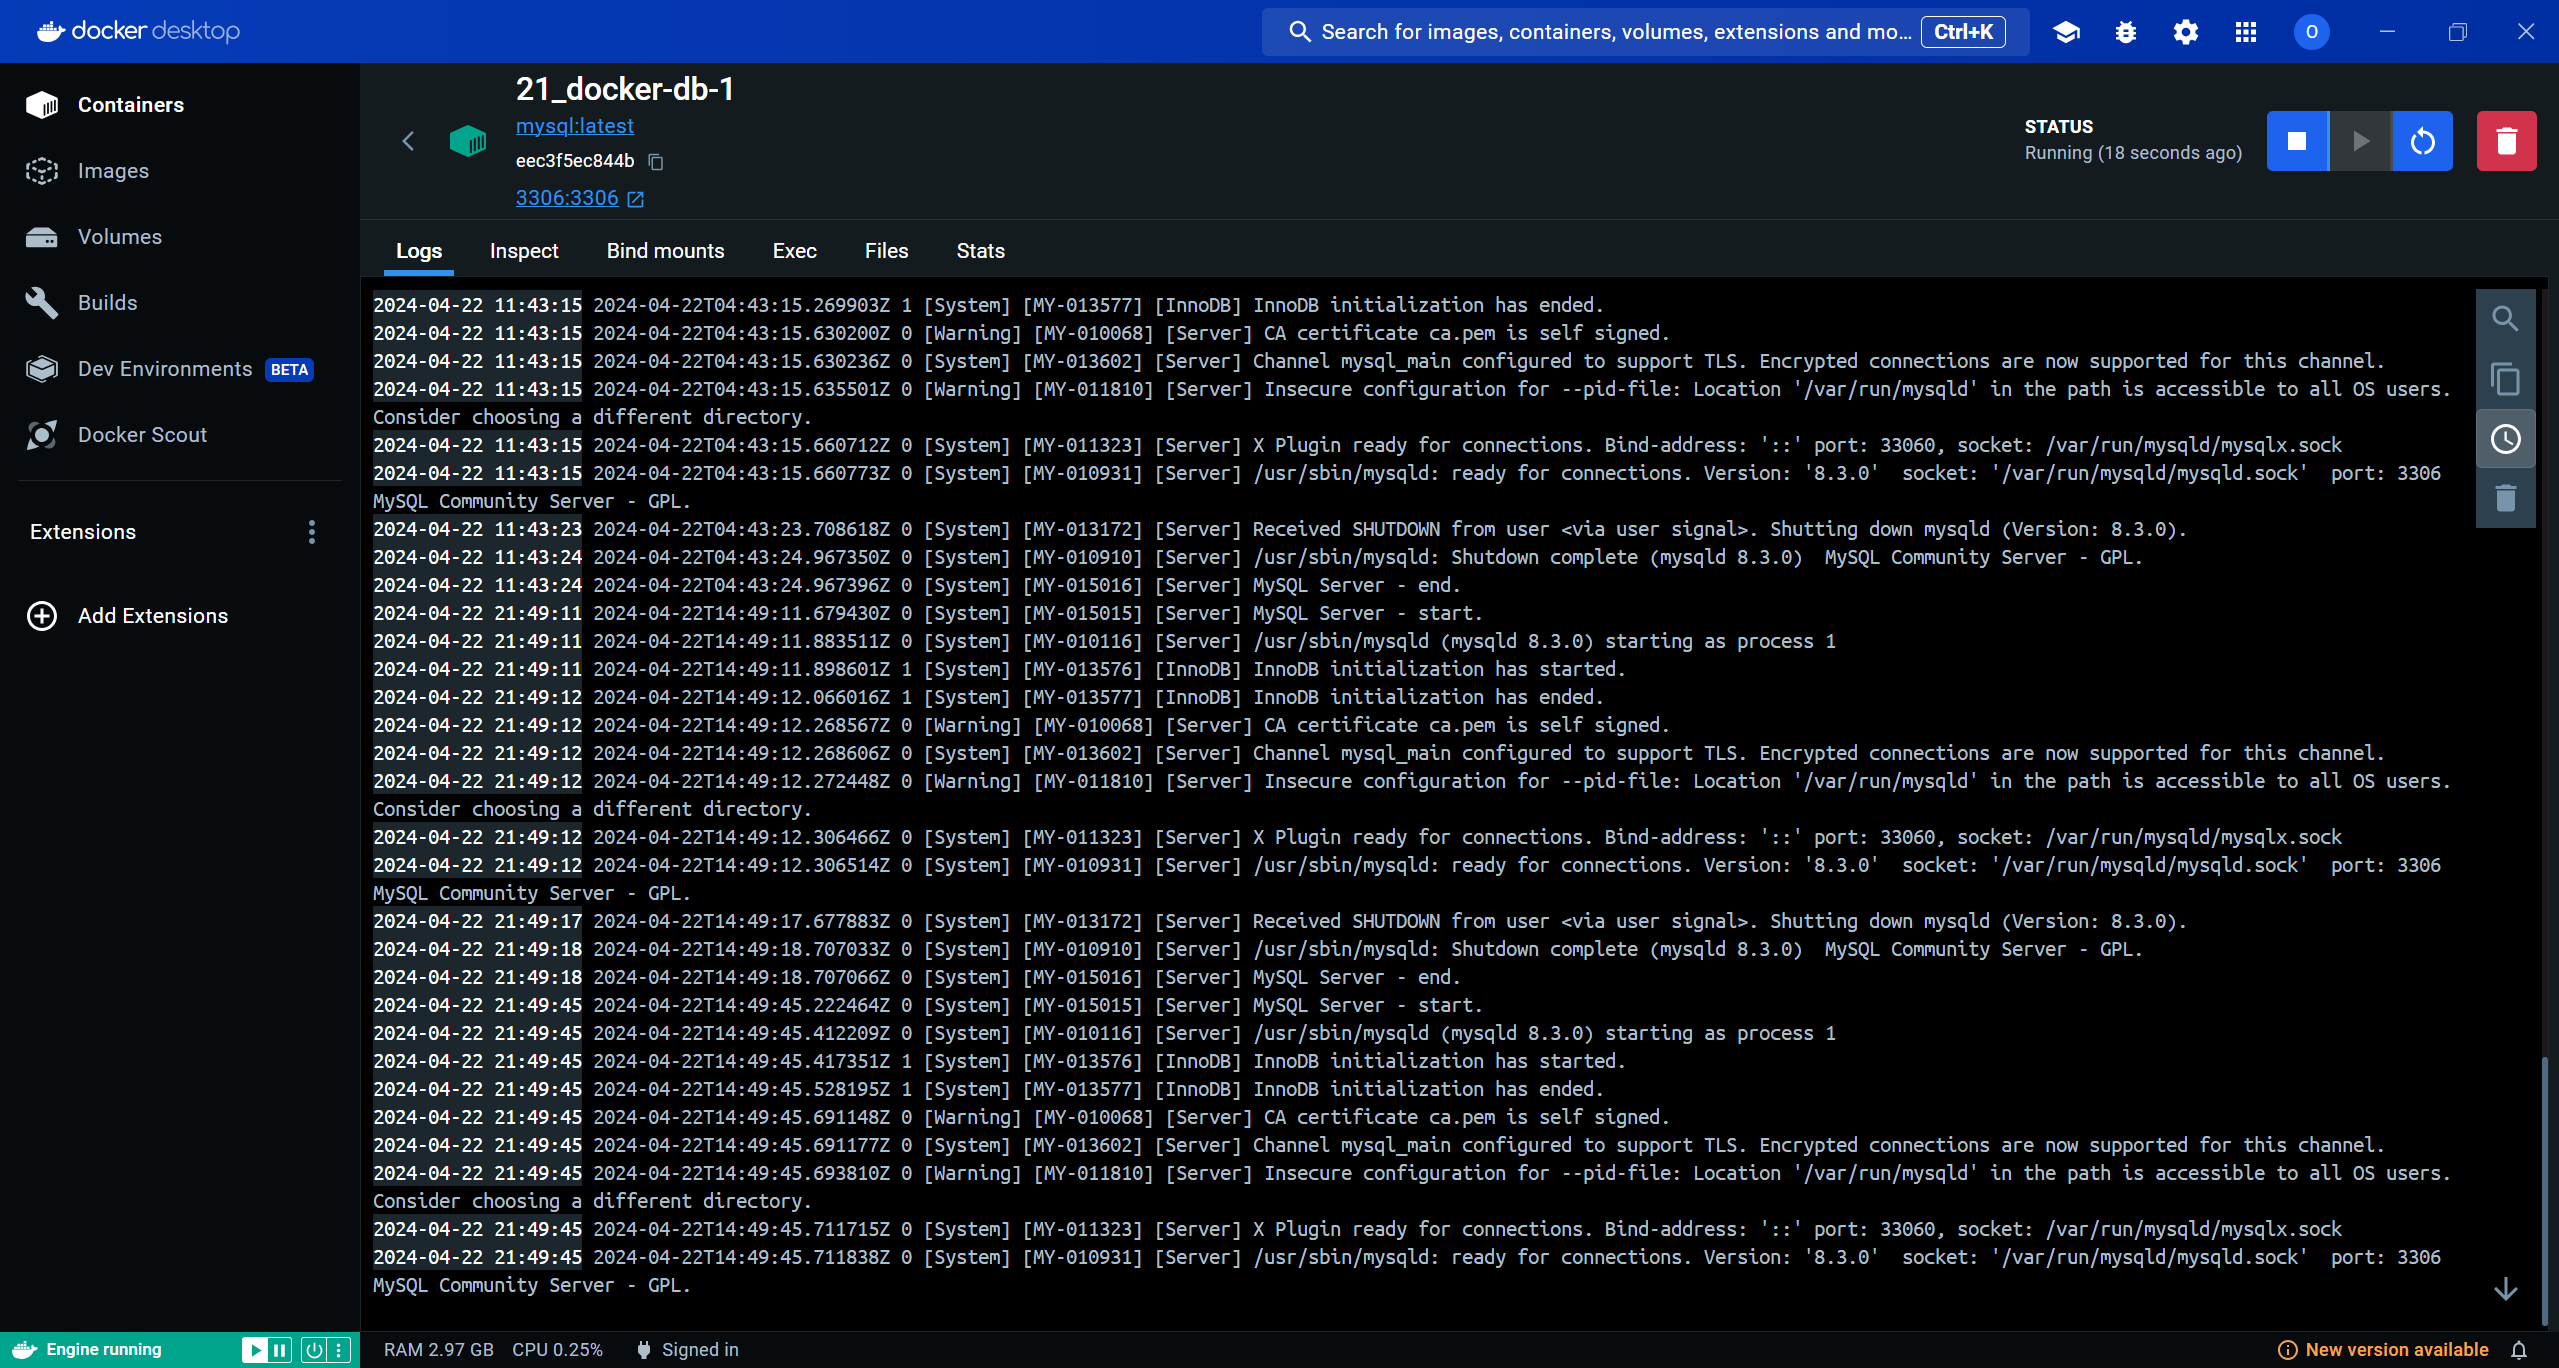 docker desktop
Search for images, containers, volumes, extensions and mo... Ctrl+K
O
Containers
Images
Volumes
Builds
Dev Environments BETA
Docker Scout
Extensions
Add Extensions
21_docker-db-1
mysql:latest
eec3f5ec844b
3306:3306
STATUS
Running (18 seconds ago)
Logs Inspect Bind mounts Exec Files Stats
2024-04-22 11:43:15 2024-04-22T04:43:15.269903Z 1 [System] [MY-013577] [InnoDB] InnoDB initialization has ended.
2024-04-22 11:43:15 2024-04-22T04:43:15.630200Z 0 [Warning] [MY-010068] [Server] CA certificate ca.pem is self signed.
2024-04-22 11:43:15 2024-04-22T04:43:15.630236Z 0 [System] [MY-013602] [Server] Channel mysql_main configured to support TLS. Encrypted connections are now supported for this channel.
2024-04-22 11:43:15 2024-04-22T04:43:15.635501Z 0 [Warning] [MY-011810] [Server] Insecure configuration for --pid-file: Location '/var/run/mysqld' in the path is accessible to all OS users.
Consider choosing a different directory.
2024-04-22 11:43:15 2024-04-22T04:43:15.660712Z 0 [System] [MY-011323] [Server] X Plugin ready for connections. Bind-address: '::' port: 33060, socket: /var/run/mysqld/mysqlx.sock
2024-04-22 11:43:15 2024-04-22T04:43:15.660773Z 0 [System] [MY-010931] [Server] /usr/sbin/mysqld: ready for connections. Version: '8.3.0'  socket: '/var/run/mysqld/mysqld.sock'  port: 3306
MySQL Community Server - GPL.
2024-04-22 11:43:23 2024-04-22T04:43:23.708618Z 0 [System] [MY-013172] [Server] Received SHUTDOWN from user <via user signal>. Shutting down mysqld (Version: 8.3.0).
2024-04-22 11:43:24 2024-04-22T04:43:24.967350Z 0 [System] [MY-010910] [Server] /usr/sbin/mysqld: Shutdown complete (mysqld 8.3.0)  MySQL Community Server - GPL.
2024-04-22 11:43:24 2024-04-22T04:43:24.967396Z 0 [System] [MY-015016] [Server] MySQL Server - end.
2024-04-22 21:49:11 2024-04-22T14:49:11.679430Z 0 [System] [MY-015015] [Server] MySQL Server - start.
2024-04-22 21:49:11 2024-04-22T14:49:11.883511Z 0 [System] [MY-010116] [Server] /usr/sbin/mysqld (mysqld 8.3.0) starting as process 1
2024-04-22 21:49:11 2024-04-22T14:49:11.898601Z 1 [System] [MY-013576] [InnoDB] InnoDB initialization has started.
2024-04-22 21:49:12 2024-04-22T14:49:12.066016Z 1 [System] [MY-013577] [InnoDB] InnoDB initialization has ended.
2024-04-22 21:49:12 2024-04-22T14:49:12.268567Z 0 [Warning] [MY-010068] [Server] CA certificate ca.pem is self signed.
2024-04-22 21:49:12 2024-04-22T14:49:12.268606Z 0 [System] [MY-013602] [Server] Channel mysql_main configured to support TLS. Encrypted connections are now supported for this channel.
2024-04-22 21:49:12 2024-04-22T14:49:12.272448Z 0 [Warning] [MY-011810] [Server] Insecure configuration for --pid-file: Location '/var/run/mysqld' in the path is accessible to all OS users.
Consider choosing a different directory.
2024-04-22 21:49:12 2024-04-22T14:49:12.306466Z 0 [System] [MY-011323] [Server] X Plugin ready for connections. Bind-address: '::' port: 33060, socket: /var/run/mysqld/mysqlx.sock
2024-04-22 21:49:12 2024-04-22T14:49:12.306514Z 0 [System] [MY-010931] [Server] /usr/sbin/mysqld: ready for connections. Version: '8.3.0'  socket: '/var/run/mysqld/mysqld.sock'  port: 3306
MySQL Community Server - GPL.
2024-04-22 21:49:17 2024-04-22T14:49:17.677883Z 0 [System] [MY-013172] [Server] Received SHUTDOWN from user <via user signal>. Shutting down mysqld (Version: 8.3.0).
2024-04-22 21:49:18 2024-04-22T14:49:18.707033Z 0 [System] [MY-010910] [Server] /usr/sbin/mysqld: Shutdown complete (mysqld 8.3.0)  MySQL Community Server - GPL.
2024-04-22 21:49:18 2024-04-22T14:49:18.707066Z 0 [System] [MY-015016] [Server] MySQL Server - end.
2024-04-22 21:49:45 2024-04-22T14:49:45.222464Z 0 [System] [MY-015015] [Server] MySQL Server - start.
2024-04-22 21:49:45 2024-04-22T14:49:45.412209Z 0 [System] [MY-010116] [Server] /usr/sbin/mysqld (mysqld 8.3.0) starting as process 1
2024-04-22 21:49:45 2024-04-22T14:49:45.417351Z 1 [System] [MY-013576] [InnoDB] InnoDB initialization has started.
2024-04-22 21:49:45 2024-04-22T14:49:45.528195Z 1 [System] [MY-013577] [InnoDB] InnoDB initialization has ended.
2024-04-22 21:49:45 2024-04-22T14:49:45.691148Z 0 [Warning] [MY-010068] [Server] CA certificate ca.pem is self signed.
2024-04-22 21:49:45 2024-04-22T14:49:45.691177Z 0 [System] [MY-013602] [Server] Channel mysql_main configured to support TLS. Encrypted connections are now supported for this channel.
2024-04-22 21:49:45 2024-04-22T14:49:45.693810Z 0 [Warning] [MY-011810] [Server] Insecure configuration for --pid-file: Location '/var/run/mysqld' in the path is accessible to all OS users.
Consider choosing a different directory.
2024-04-22 21:49:45 2024-04-22T14:49:45.711715Z 0 [System] [MY-011323] [Server] X Plugin ready for connections. Bind-address: '::' port: 33060, socket: /var/run/mysqld/mysqlx.sock
2024-04-22 21:49:45 2024-04-22T14:49:45.711838Z 0 [System] [MY-010931] [Server] /usr/sbin/mysqld: ready for connections. Version: '8.3.0'  socket: '/var/run/mysqld/mysqld.sock'  port: 3306
MySQL Community Server - GPL.
Engine running
RAM 2.97 GB CPU 0.25% Signed in
New version available